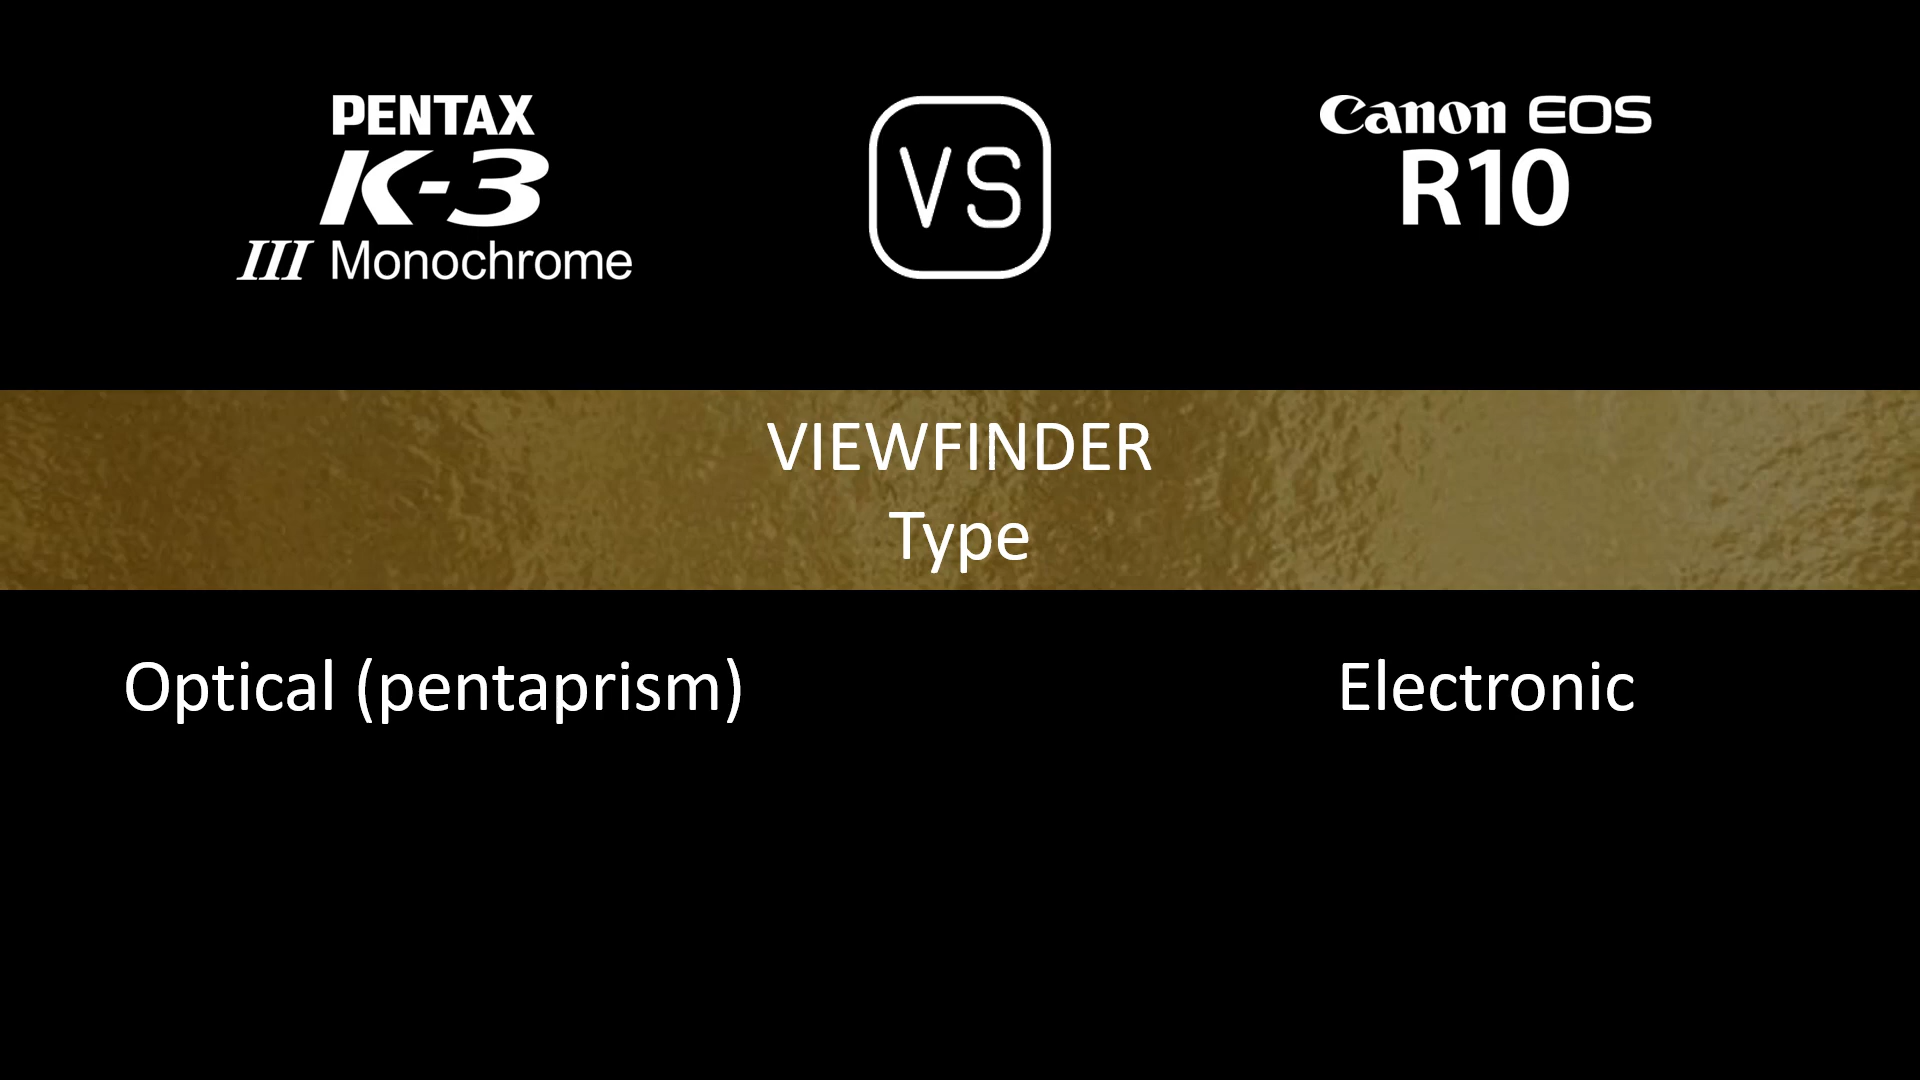 PENTAX
K-3
III Monochrome
VS
Canon EOS
R10
VIEWFINDER
Type
Optical (pentaprism)
Electronic